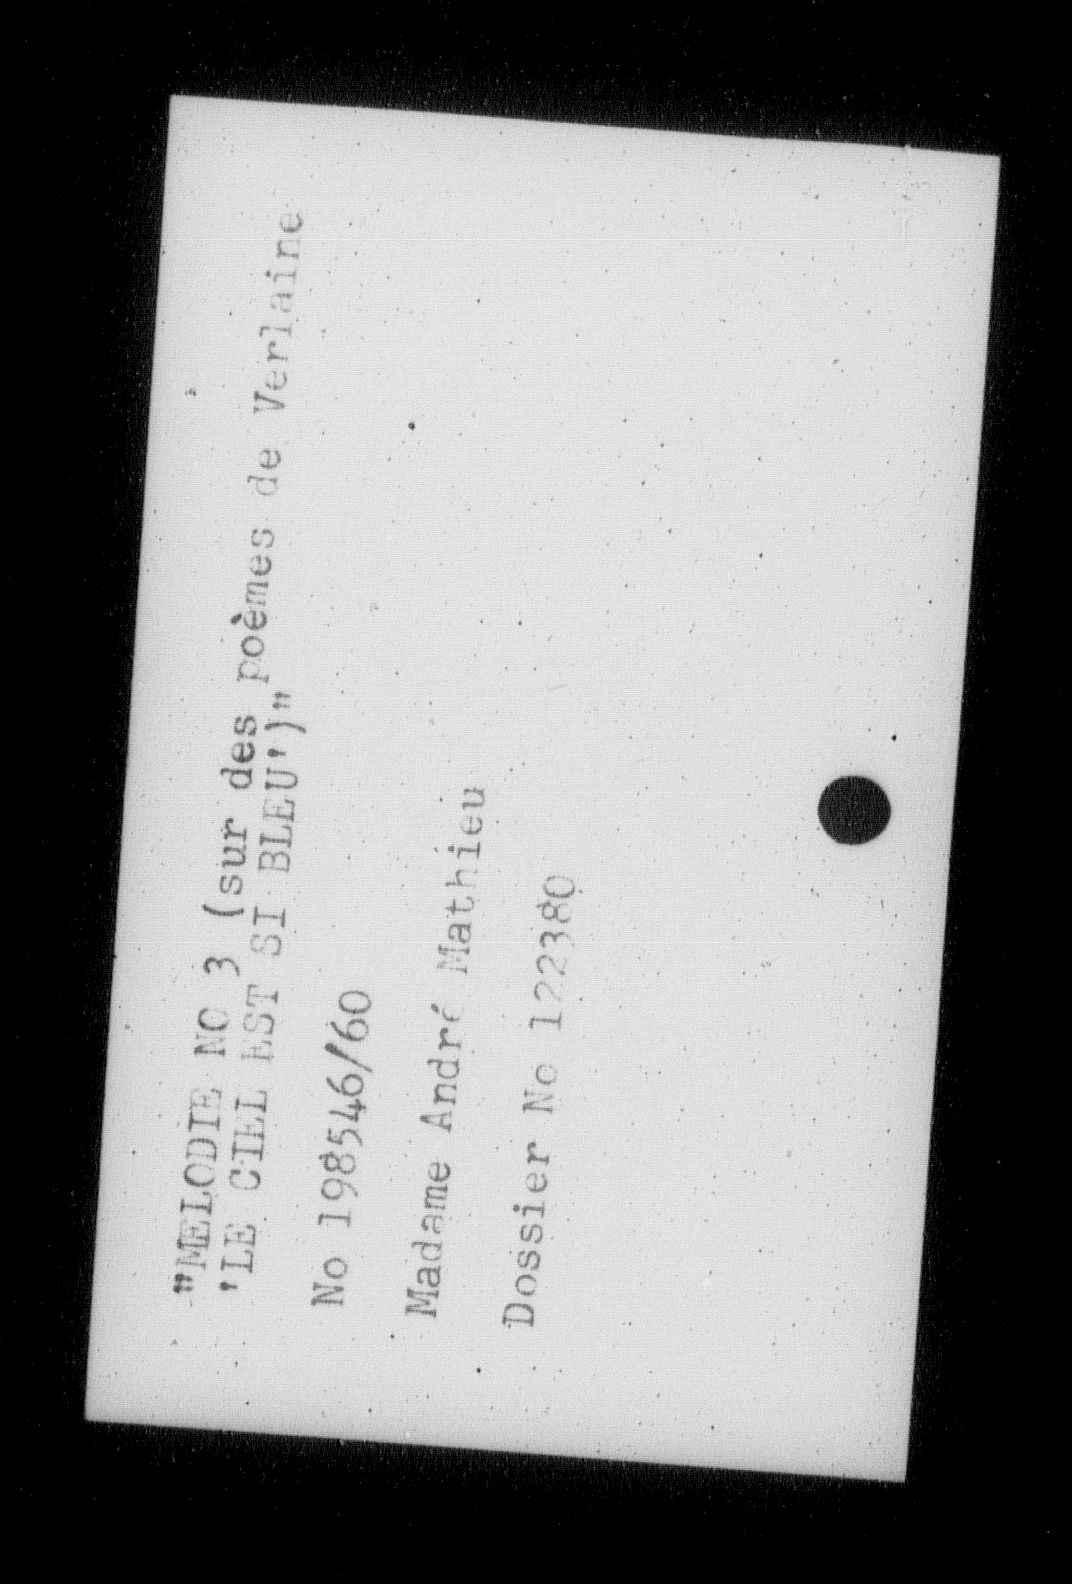 "MELODIE NO 3 (sur des poèmes de Verlaine
'LE CIEL EST SI BLEU')"
No 198546/60
Madame André Mathieu
Dossier No 122380